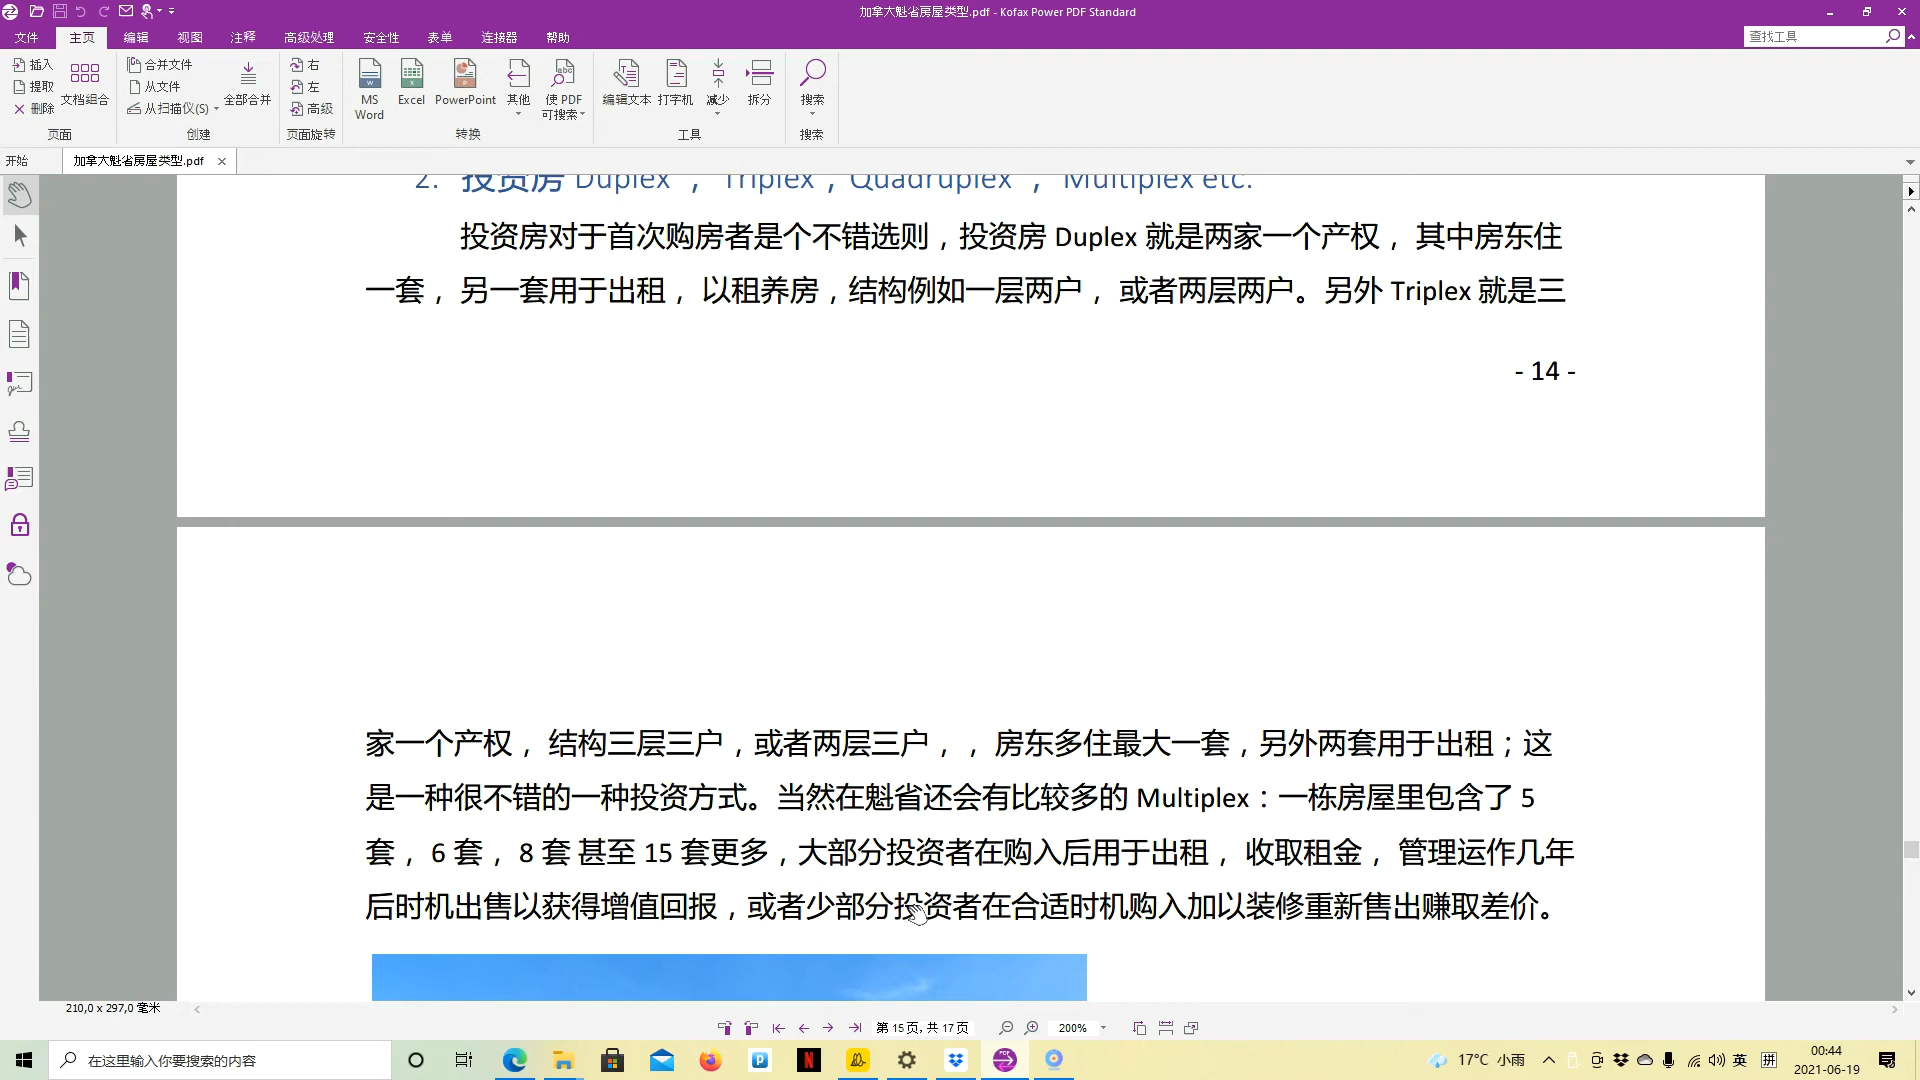 加拿大魁省房屋类型.pdf - Kofax Power PDF Standard
文件 主页 编辑 视图 注释 高级处理 安全性 表单 连接器 帮助
查找工具
插入
提取
删除
文档组合
页面
合并文件
从文件
从扫描仪(S)
全部合并
创建
右
左
高级
页面旋转
MS Word
Excel
PowerPoint
其他
使 PDF 可搜索
转换
编辑文本
打字机
减少
拆分
工具
搜索
搜索
开始
加拿大魁省房屋类型.pdf
2. 投资房 Duplex ， Triplex，Quadruplex ， Multiplex etc.
投资房对于首次购房者是个不错选则，投资房 Duplex 就是两家一个产权， 其中房东住
一套， 另一套用于出租， 以租养房，结构例如一层两户， 或者两层两户。另外 Triplex 就是三
- 14 -
家一个产权， 结构三层三户，或者两层三户，， 房东多住最大一套，另外两套用于出租；这
是一种很不错的一种投资方式。当然在魁省还会有比较多的 Multiplex：一栋房屋里包含了 5
套， 6 套， 8 套 甚至 15 套更多，大部分投资者在购入后用于出租， 收取租金， 管理运作几年
后时机出售以获得增值回报，或者少部分投资者在合适时机购入加以装修重新售出赚取差价。
210,0 x 297,0 毫米
第 15 页, 共 17 页
200%
在这里输入你要搜索的内容
17°C 小雨
英
拼
00:44
2021-06-19